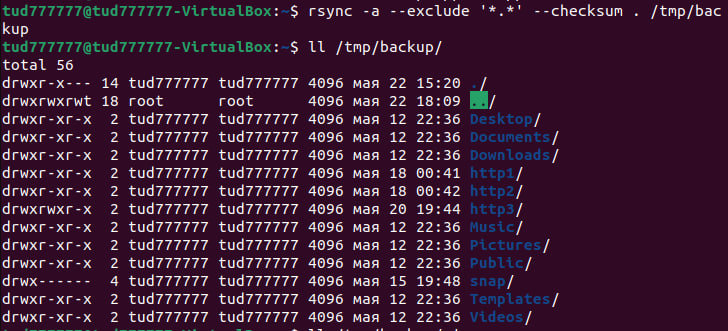 tud777777@tud777777-VirtualBox:~$ rsync -a --exclude '*.*' --checksum . /tmp/bac
kup
tud777777@tud777777-VirtualBox:~$ ll /tmp/backup/
total 56
drwxr-x--- 14 tud777777 tud777777 4096 мая 22 15:20 ./
drwxrwxrwt 18 root      root      4096 мая 22 18:09 ../
drwxr-xr-x  2 tud777777 tud777777 4096 мая 12 22:36 Desktop/
drwxr-xr-x  2 tud777777 tud777777 4096 мая 12 22:36 Documents/
drwxr-xr-x  2 tud777777 tud777777 4096 мая 12 22:36 Downloads/
drwxr-xr-x  2 tud777777 tud777777 4096 мая 18 00:41 http1/
drwxr-xr-x  2 tud777777 tud777777 4096 мая 18 00:42 http2/
drwxrwxr-x  2 tud777777 tud777777 4096 мая 20 19:44 http3/
drwxr-xr-x  2 tud777777 tud777777 4096 мая 12 22:36 Music/
drwxr-xr-x  2 tud777777 tud777777 4096 мая 12 22:36 Pictures/
drwxr-xr-x  2 tud777777 tud777777 4096 мая 12 22:36 Public/
drwx------  4 tud777777 tud777777 4096 мая 15 19:48 snap/
drwxr-xr-x  2 tud777777 tud777777 4096 мая 12 22:36 Templates/
drwxr-xr-x  2 tud777777 tud777777 4096 мая 12 22:36 Videos/